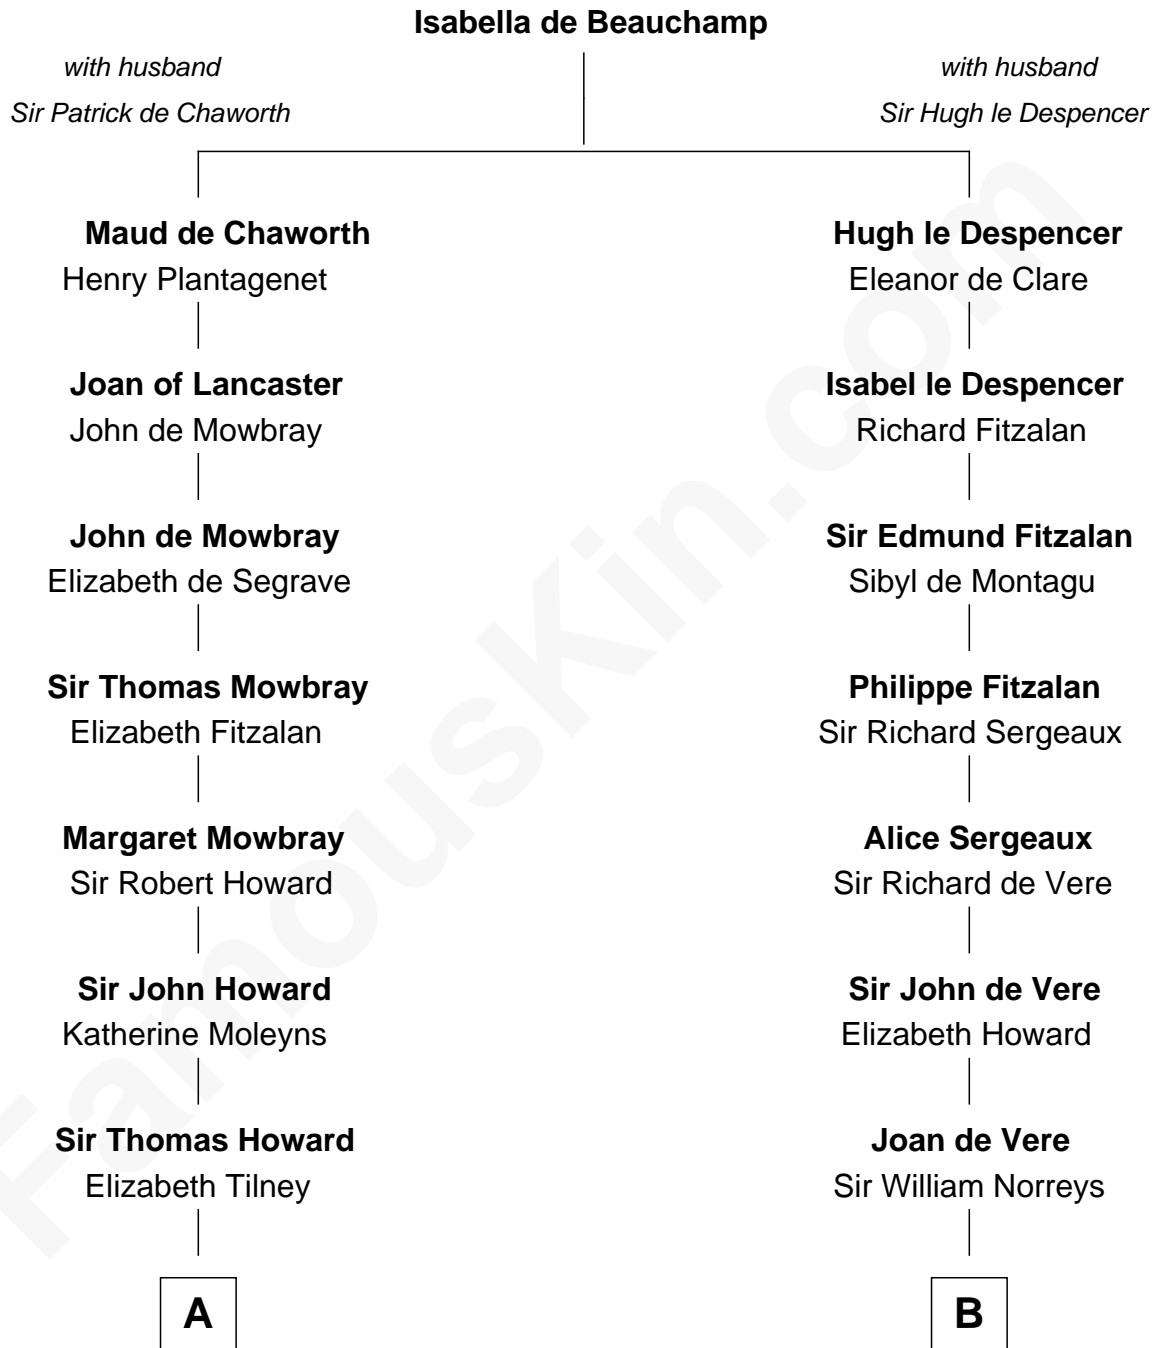 Isabella de Beauchamp
with husband
Sir Patrick de Chaworth
with husband
Sir Hugh le Despencer
Maud de Chaworth
Henry Plantagenet
Hugh le Despencer
Eleanor de Clare
Joan of Lancaster
John de Mowbray
Isabel le Despencer
Richard Fitzalan
John de Mowbray
Elizabeth de Segrave
Sir Edmund Fitzalan
Sibyl de Montagu
Sir Thomas Mowbray
Elizabeth Fitzalan
Philippe Fitzalan
Sir Richard Sergeaux
Margaret Mowbray
Sir Robert Howard
Alice Sergeaux
Sir Richard de Vere
Sir John Howard
Katherine Moleyns
Sir John de Vere
Elizabeth Howard
Sir Thomas Howard
Elizabeth Tilney
Joan de Vere
Sir William Norreys
A
B
FamousKin.com